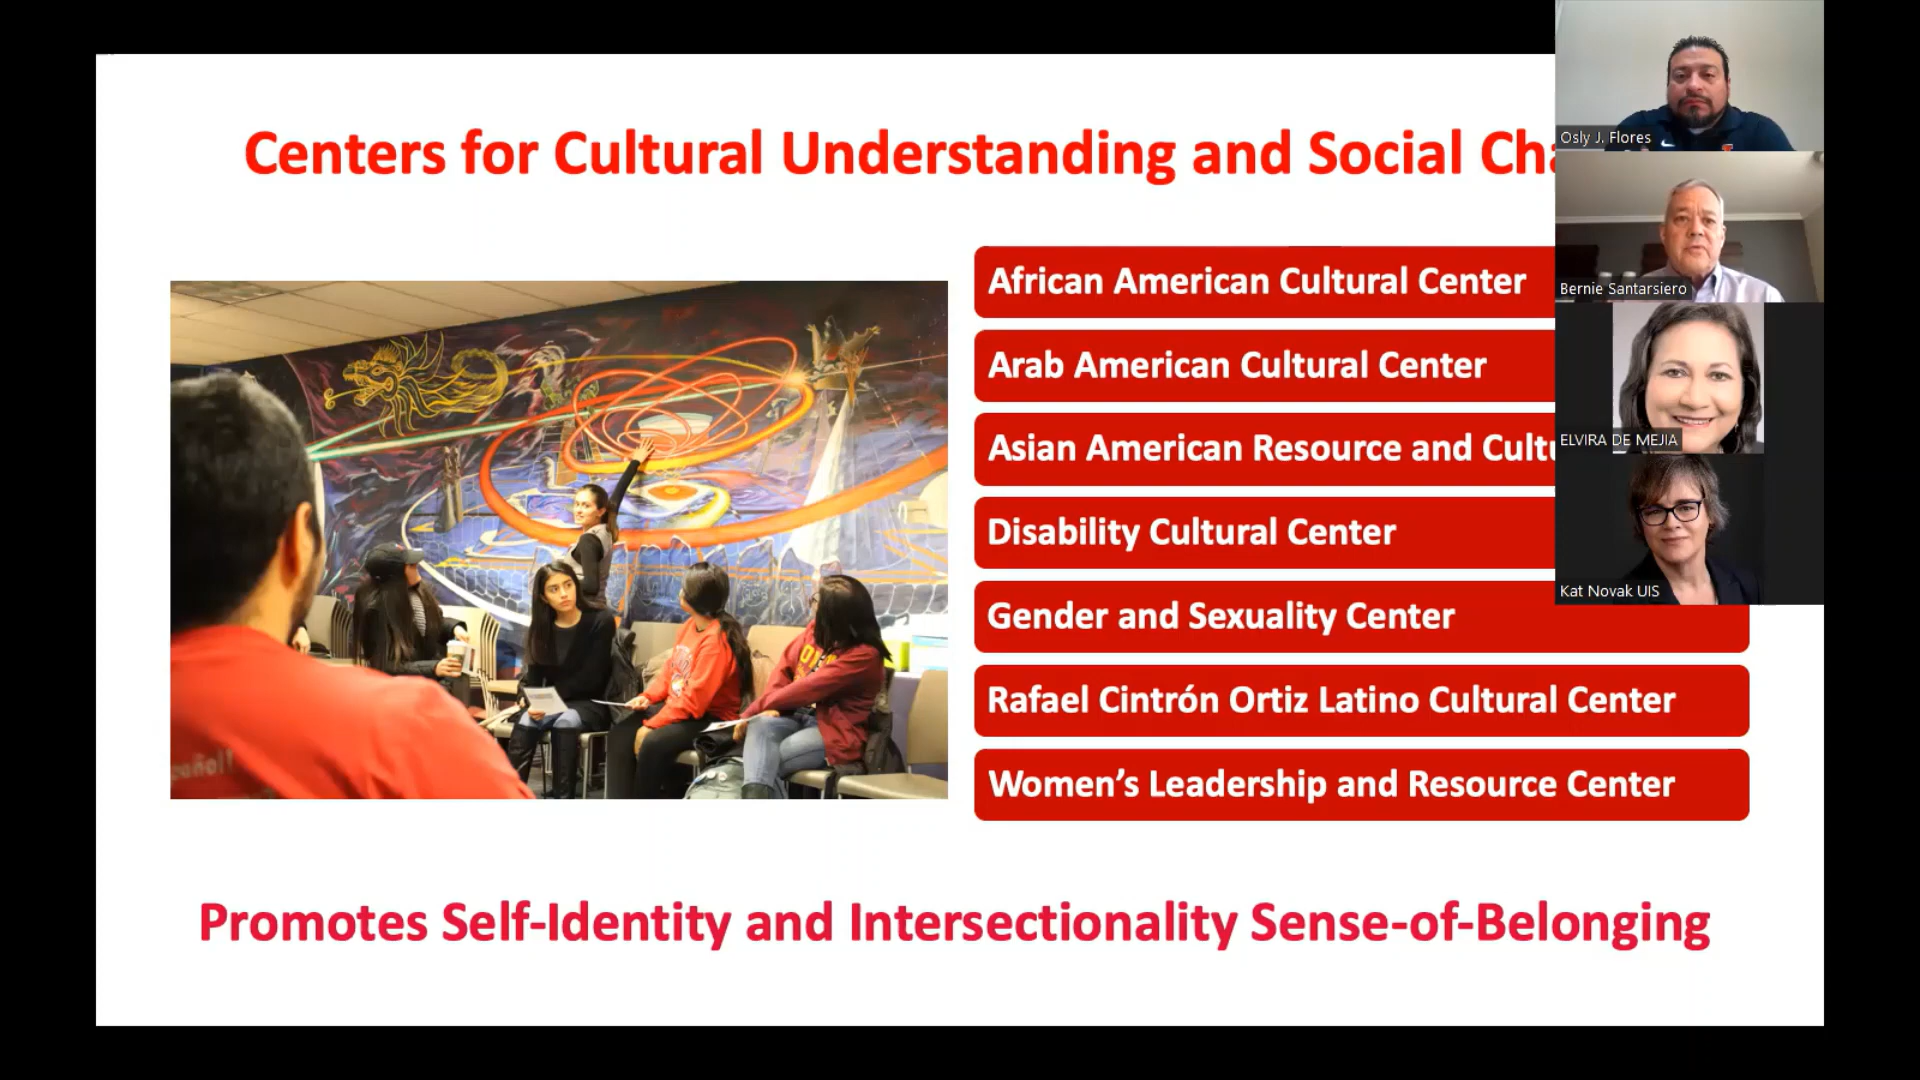 Centers for Cultural Understanding and Social Cha
African American Cultural Center
Arab American Cultural Center
Asian American Resource and Cultu
Disability Cultural Center
Gender and Sexuality Center
Rafael Cintrón Ortiz Latino Cultural Center
Women's Leadership and Resource Center
Promotes Self-Identity and Intersectionality Sense-of-Belonging
Osly J. Flores
Bernie Santarsiero
ELVIRA DE MEJIA
Kat Novak UIS